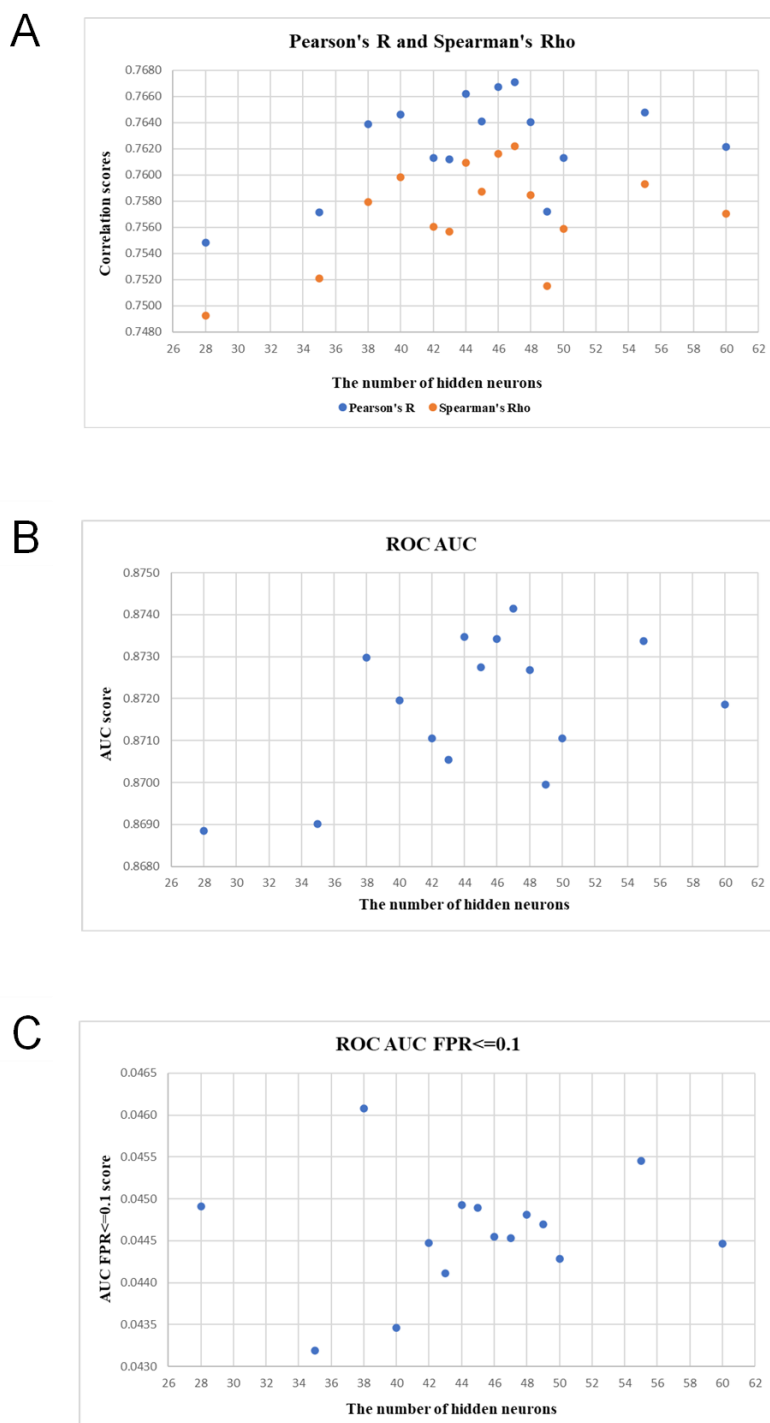 A
Pearson's R and Spearman's Rho
0.7680
0.7660
0.7640
0.7620
0.7600
0.7580
0.7560
0.7540
0.7520
0.7500
0.7480
Correlation scores
26 28 30 32 34 36 38 40 42 44 46 48 50 52 54 56 58 60 62
The number of hidden neurons
Pearson's R Spearman's Rho
B
ROC AUC
0.8750
0.8740
0.8730
0.8720
0.8710
0.8700
0.8690
0.8680
AUC score
26 28 30 32 34 36 38 40 42 44 46 48 50 52 54 56 58 60 62
The number of hidden neurons
C
ROC AUC FPR<=0.1
0.0465
0.0460
0.0455
0.0450
0.0445
0.0440
0.0435
0.0430
AUC FPR<=0.1 score
26 28 30 32 34 36 38 40 42 44 46 48 50 52 54 56 58 60 62
The number of hidden neurons